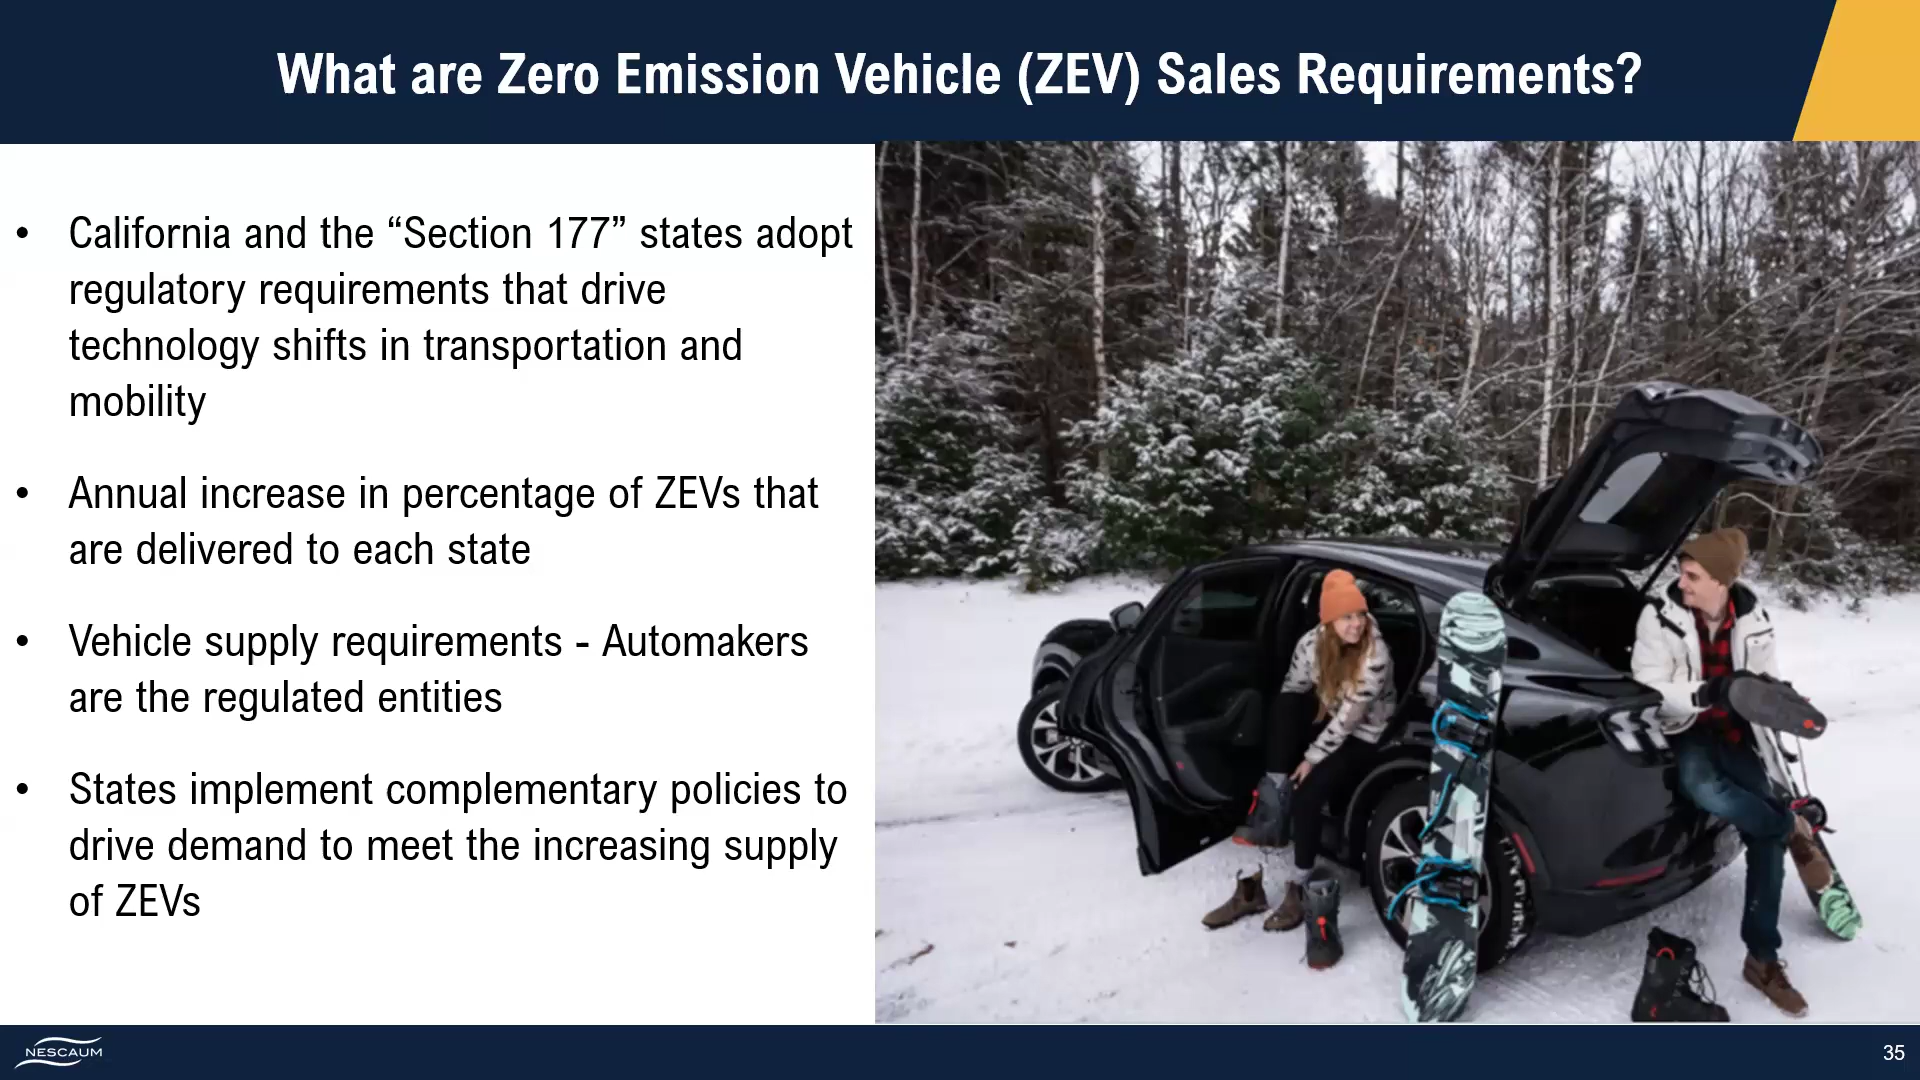 What are Zero Emission Vehicle (ZEV) Sales Requirements?
• California and the “Section 177” states adopt
regulatory requirements that drive
technology shifts in transportation and
mobility
• Annual increase in percentage of ZEVs that
are delivered to each state
• Vehicle supply requirements - Automakers
are the regulated entities
• States implement complementary policies to
drive demand to meet the increasing supply
of ZEVs
NESCAUM
35